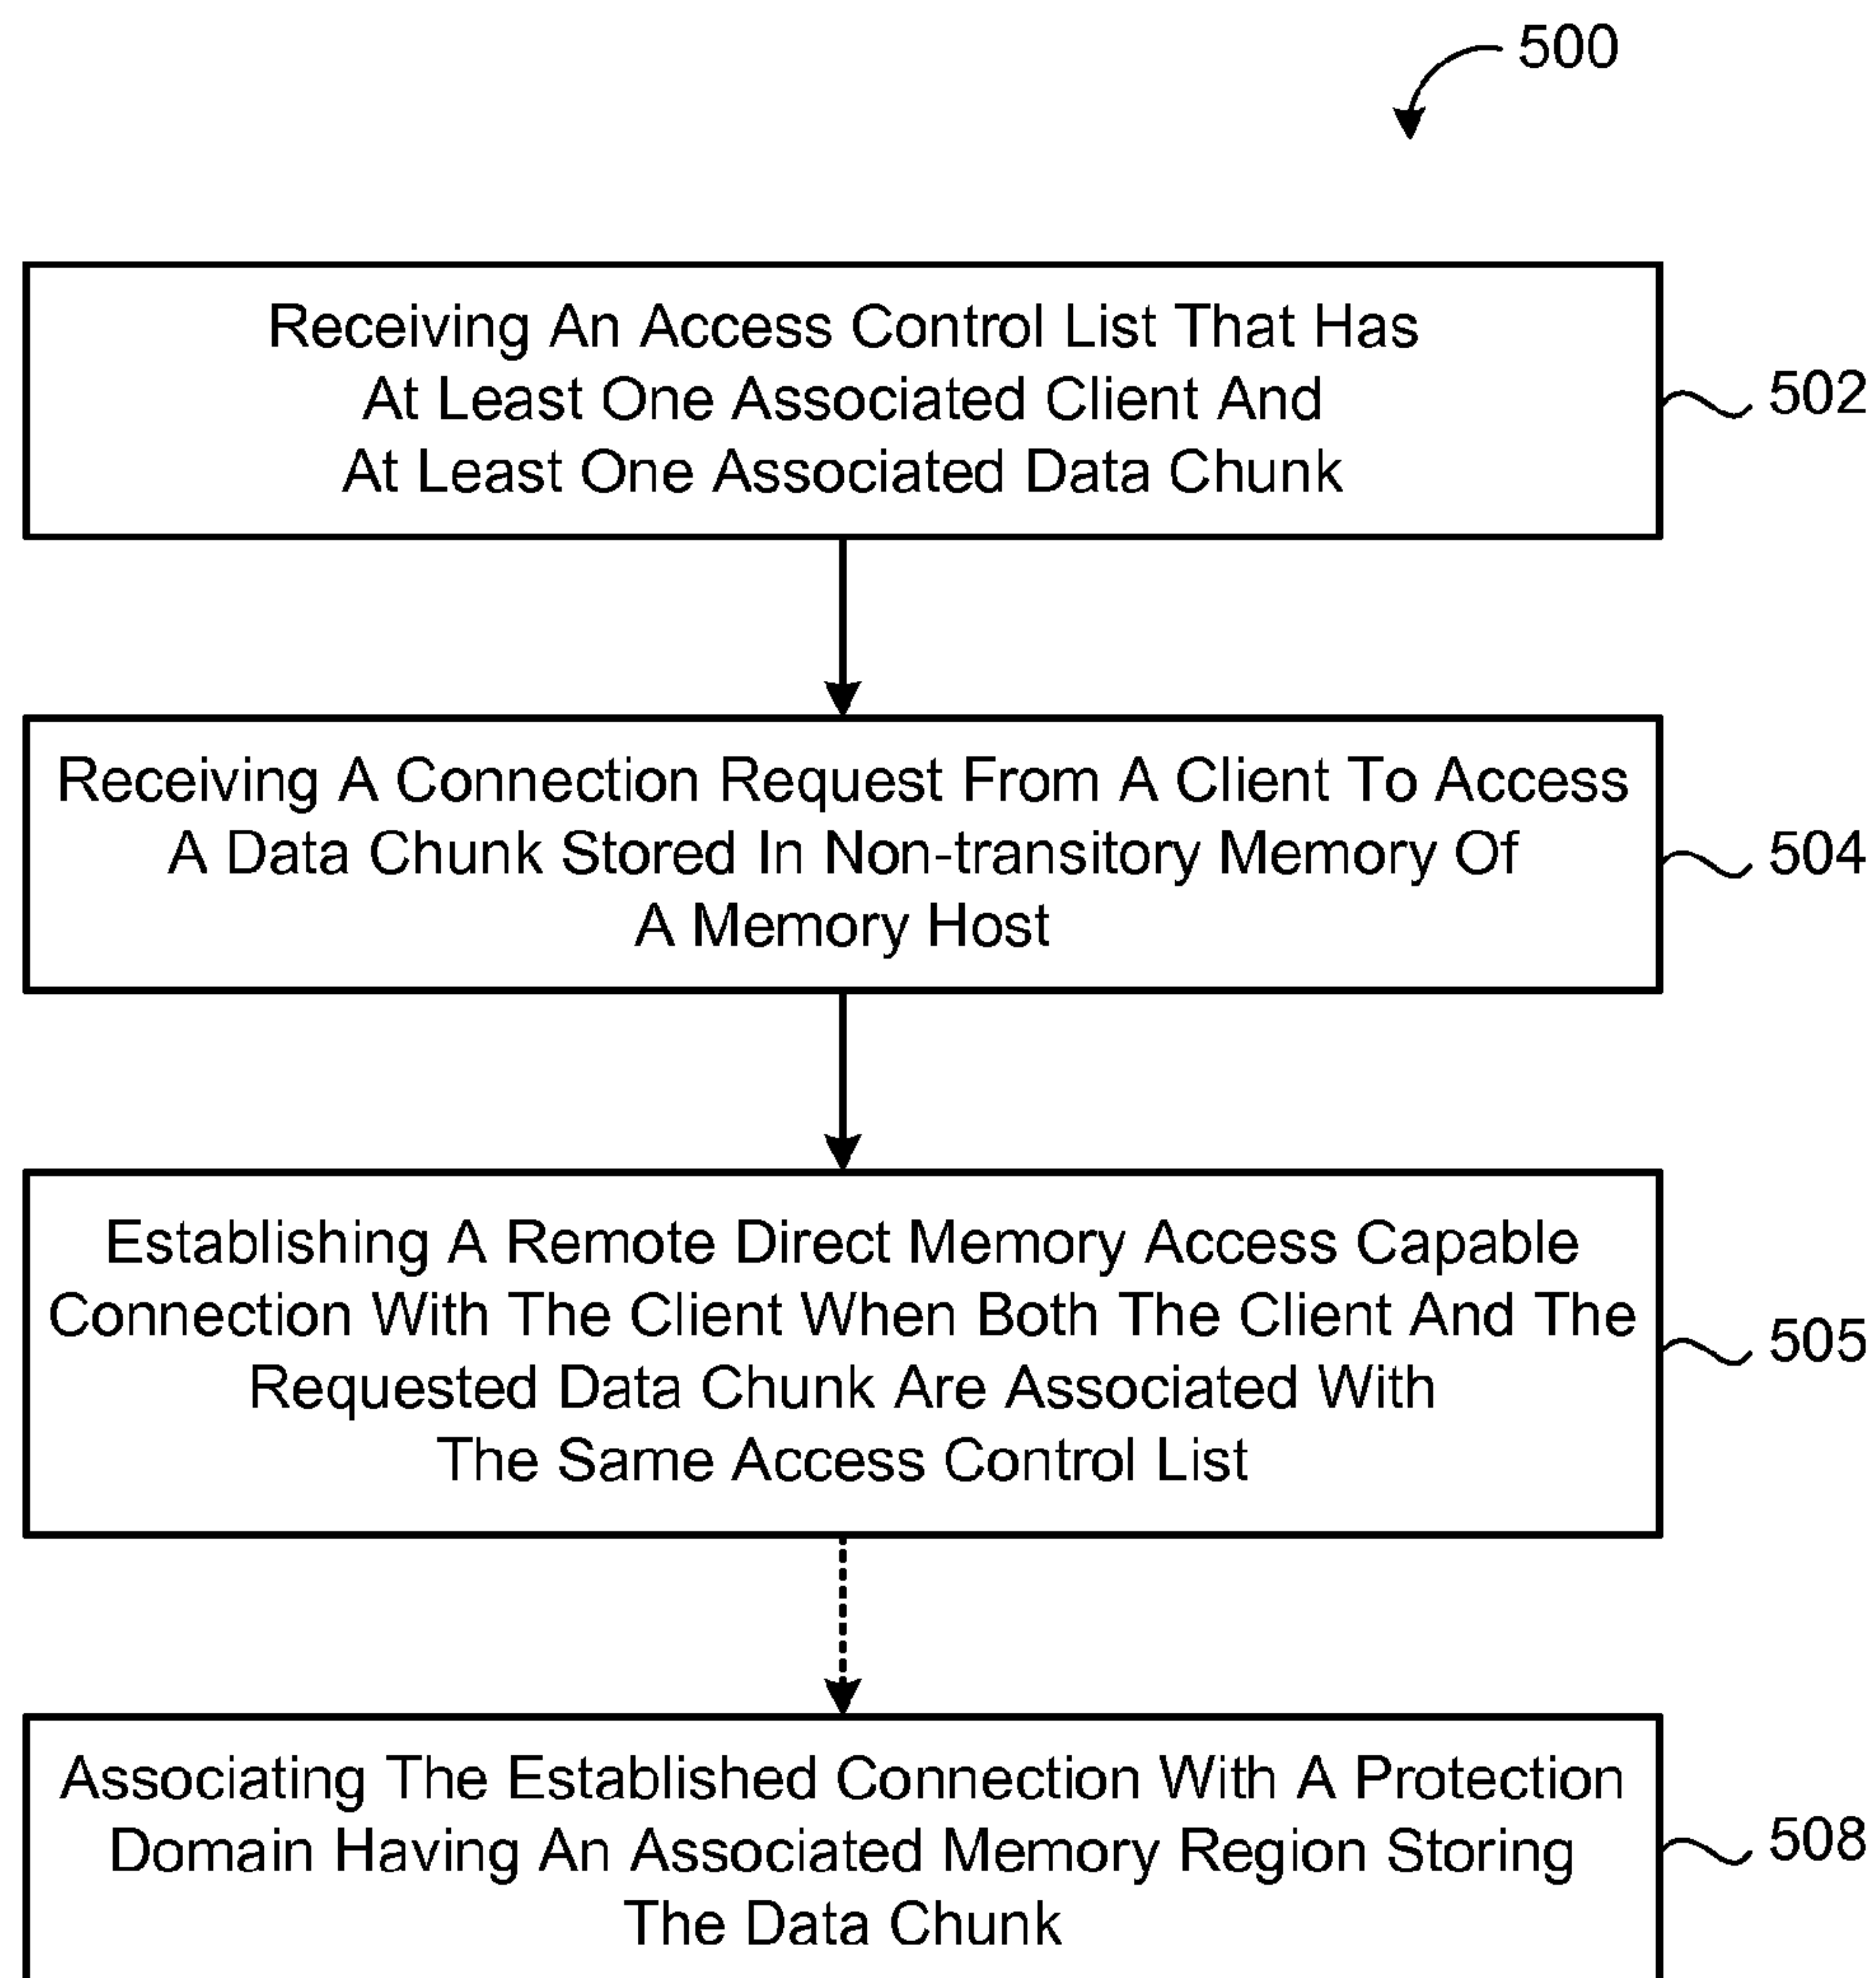 500
Receiving An Access Control List That Has
At Least One Associated Client And
At Least One Associated Data Chunk
502
Receiving A Connection Request From A Client To Access
A Data Chunk Stored In Non-transitory Memory Of
A Memory Host
504
Establishing A Remote Direct Memory Access Capable
Connection With The Client When Both The Client And The
Requested Data Chunk Are Associated With
The Same Access Control List
505
Associating The Established Connection With A Protection
Domain Having An Associated Memory Region Storing
The Data Chunk
508